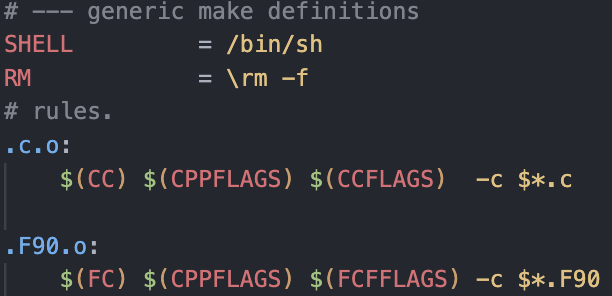 # --- generic make definitions
SHELL = /bin/sh
RM = \rm -f
# rules.
.c.o:
$(CC) $(CPPFLAGS) $(CCFLAGS) -c $*.c
.F90.o:
$(FC) $(CPPFLAGS) $(FCFFLAGS) -c $*.F90